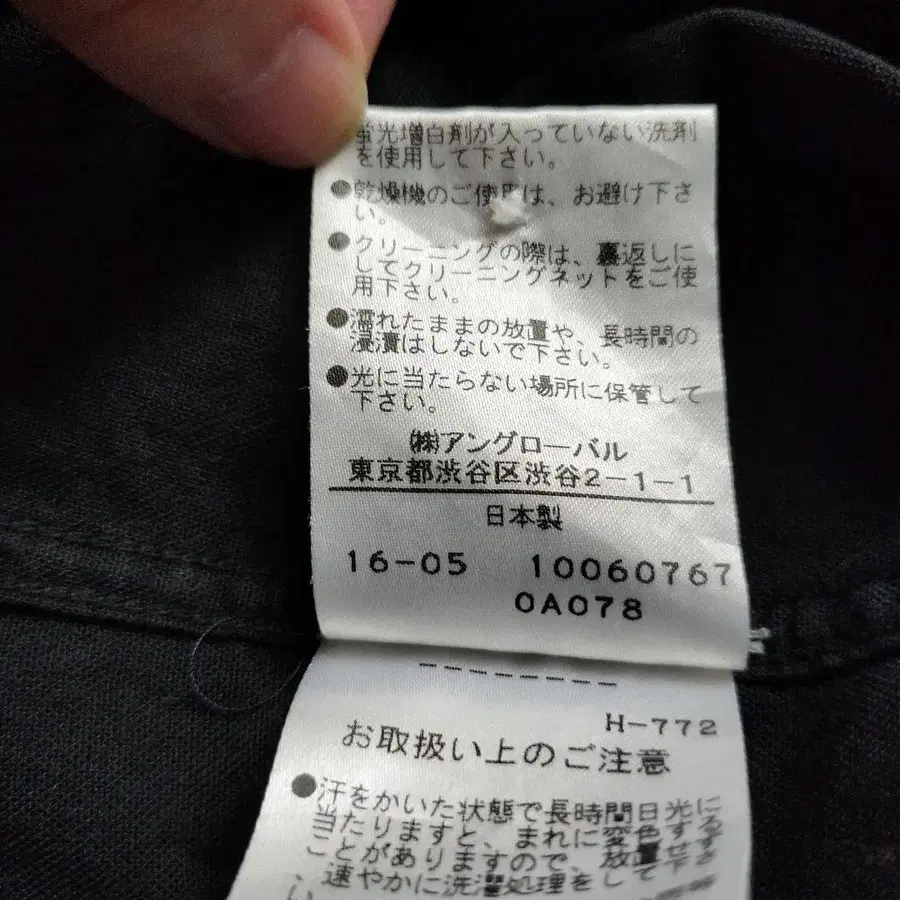 蛍光増白剤が入っていない洗剤
を使用して下さい。
●乾燥機のご使用は、お避け下さ
い。
●クリーニングの際は、裏返しに
してクリーニングネットをご使
用下さい。
●濡れたままの放置や、長時間の
浸漬はしないで下さい。
●光に当たらない場所に保管して
下さい。
㈱アングローバル
東京都渋谷区渋谷2-1-1
日本製
16-05 10060767
0A078
--------
H-772
お取扱い上のご注意
●汗をかいた状態で長時間日光に
当たりますと、まれに変色する
ことがありますので、放置せず
、速やかに洗濯処理をして下
い